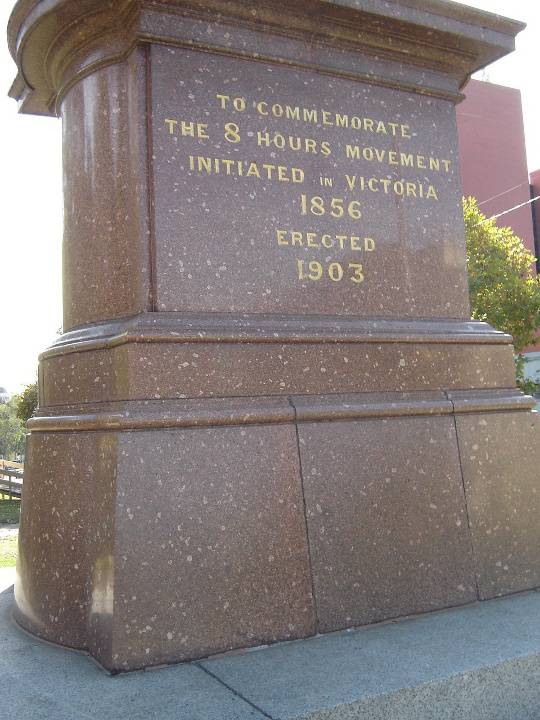 TO COMMEMORATE
THE 8 HOURS MOVEMENT
INITIATED IN VICTORIA
1856
ERECTED
1903